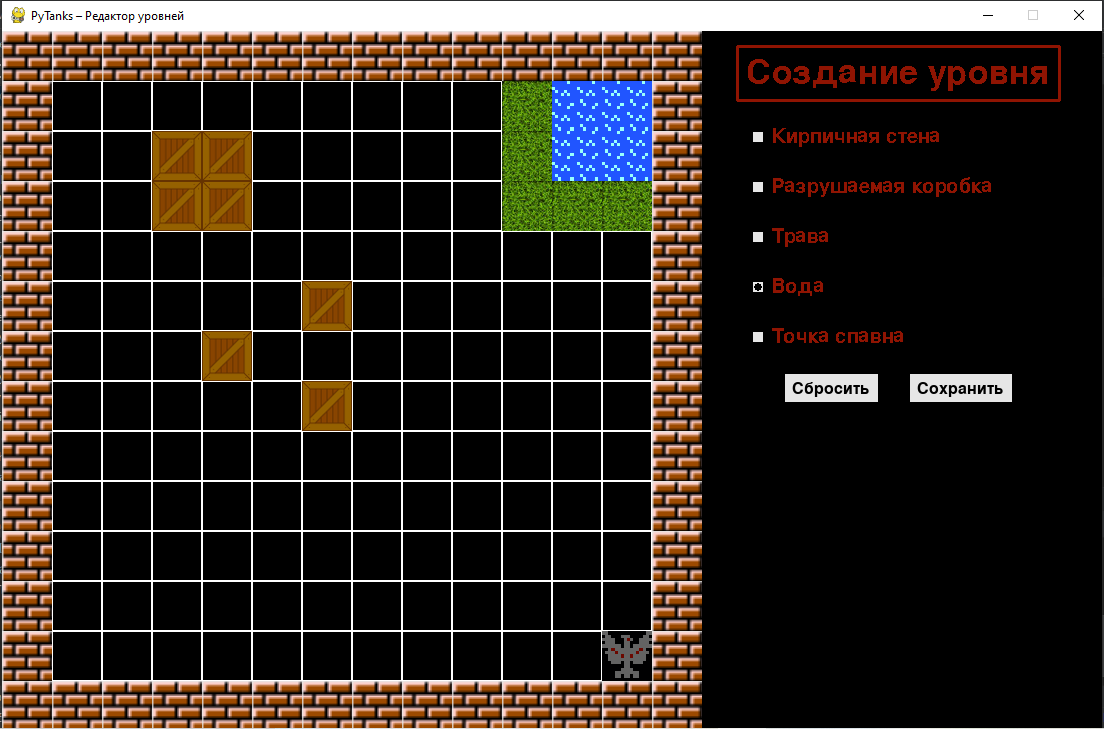 PyTanks – Редактор уровней
Создание уровня
Кирпичная стена
Разрушаемая коробка
Трава
Вода
Точка спавна
Сбросить Сохранить